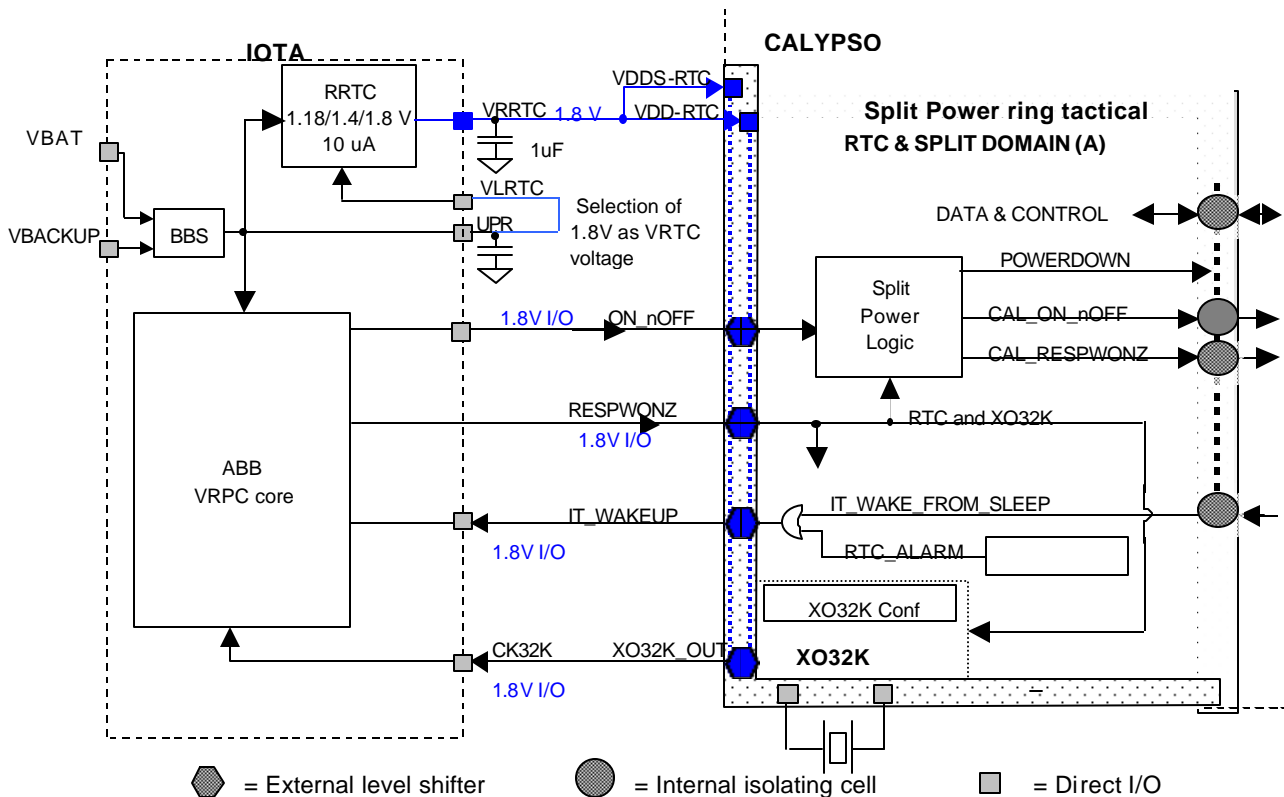 IOTA
CALYPSO
RRTC
1.18/1.4/1.8 V
10 uA
VBAT
VRRTC
1.8 V
VDDS-RTC
VDD-RTC
Split Power ring tactical
RTC & SPLIT DOMAIN (A)
1uF
VLRTC
UPR
Selection of
1.8V as VRTC
voltage
VBACKUP
BBS
DATA & CONTROL
POWERDOWN
Split
Power
Logic
CAL_ON_nOFF
CAL_RESPWONZ
1.8V I/O
ON_nOFF
RESPWONZ
1.8V I/O
RTC and XO32K
ABB
VRPC core
IT_WAKEUP
1.8V I/O
IT_WAKE_FROM_SLEEP
RTC_ALARM
XO32K Conf
XO32K
CK32K
XO32K_OUT
1.8V I/O
= External level shifter
= Internal isolating cell
= Direct I/O